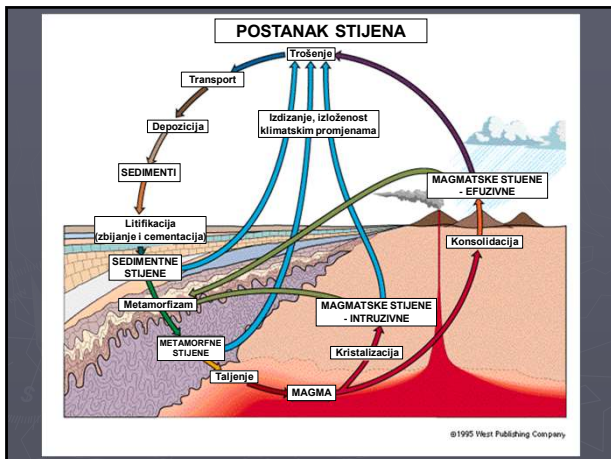 POSTANAK STIJENA
Trošenje
Transport
Izdizanje, izloženost
klimatskim promjenama
Depozicija
SEDIMENTI
MAGMATSKE STIJENE
- EFUZIVNE
Litifikacija
(zbijanje i cementacija)
Konsolidacija
SEDIMENTNE
STIJENE
Metamorfizam
MAGMATSKE STIJENE
- INTRUZIVNE
METAMORFNE
STIJENE
Kristalizacija
Taljenje
MAGMA
©1995 West Publishing Company